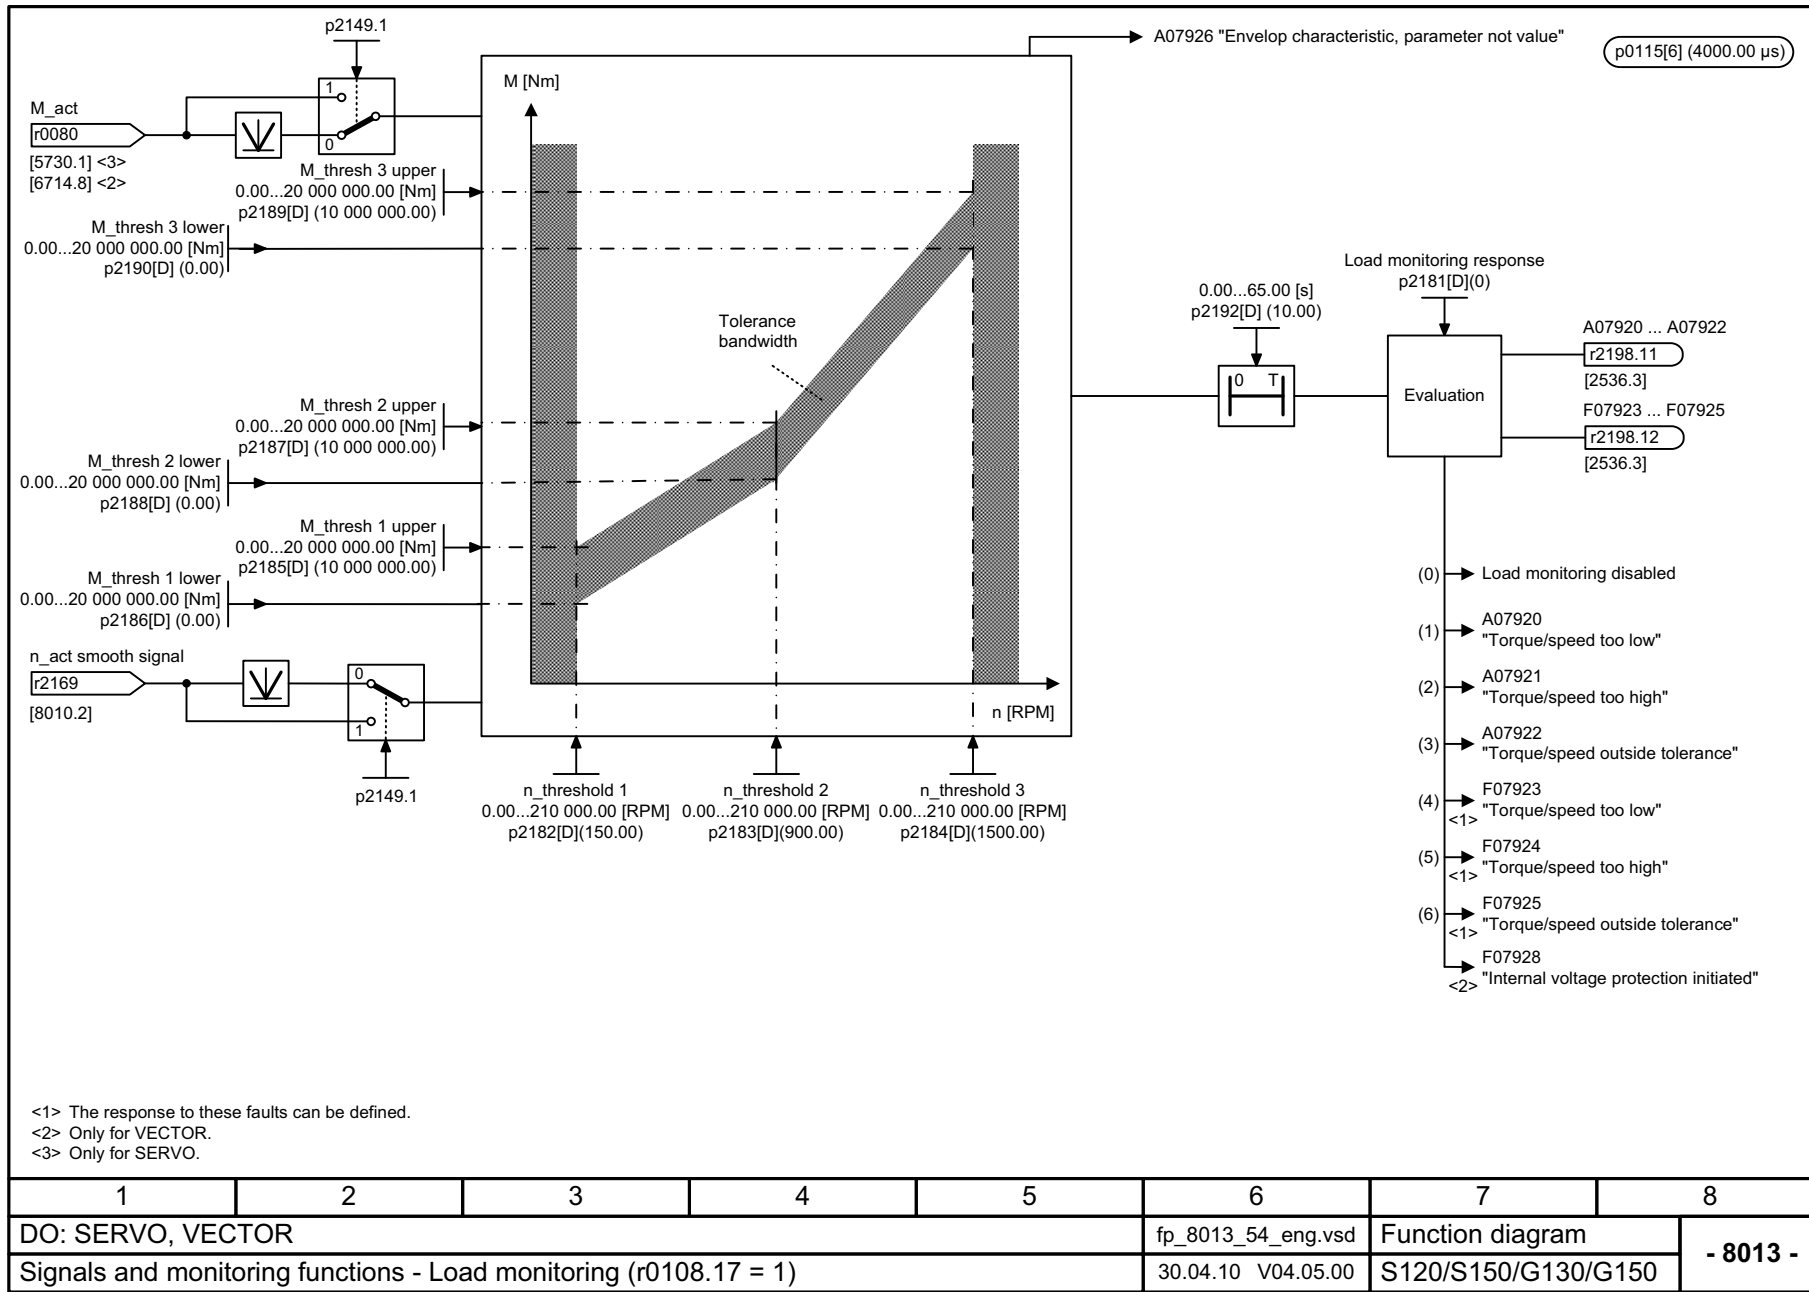 p2149.1
A07926 "Envelop characteristic, parameter not value"
p0115[6] (4000.00 µs)
M_act
r0080
[5730.1] <3>
[6714.8] <2>
1
0
M [Nm]
M_thresh 3 upper
0.00...20 000 000.00 [Nm]
p2189[D] (10 000 000.00)
M_thresh 3 lower
0.00...20 000 000.00 [Nm]
p2190[D] (0.00)
Tolerance
bandwidth
M_thresh 2 upper
0.00...20 000 000.00 [Nm]
p2187[D] (10 000 000.00)
M_thresh 2 lower
0.00...20 000 000.00 [Nm]
p2188[D] (0.00)
M_thresh 1 upper
0.00...20 000 000.00 [Nm]
p2185[D] (10 000 000.00)
M_thresh 1 lower
0.00...20 000 000.00 [Nm]
p2186[D] (0.00)
n_act smooth signal
r2169
[8010.2]
0
1
p2149.1
n [RPM]
n_threshold 1
0.00...210 000.00 [RPM]
p2182[D](150.00)
n_threshold 2
0.00...210 000.00 [RPM]
p2183[D](900.00)
n_threshold 3
0.00...210 000.00 [RPM]
p2184[D](1500.00)
0.00...65.00 [s]
p2192[D] (10.00)
0 T
Load monitoring response
p2181[D](0)
Evaluation
A07920 ... A07922
r2198.11
[2536.3]
F07923 ... F07925
r2198.12
[2536.3]
(0) Load monitoring disabled
(1) A07920
"Torque/speed too low"
(2) A07921
"Torque/speed too high"
(3) A07922
"Torque/speed outside tolerance"
(4) F07923
<1> "Torque/speed too low"
(5) F07924
<1> "Torque/speed too high"
(6) F07925
<1> "Torque/speed outside tolerance"
F07928
<2> "Internal voltage protection initiated"
<1> The response to these faults can be defined.
<2> Only for VECTOR.
<3> Only for SERVO.
1 2 3 4 5 6 7 8
DO: SERVO, VECTOR
fp_8013_54_eng.vsd
Function diagram
- 8013 -
Signals and monitoring functions - Load monitoring (r0108.17 = 1)
30.04.10 V04.05.00
S120/S150/G130/G150